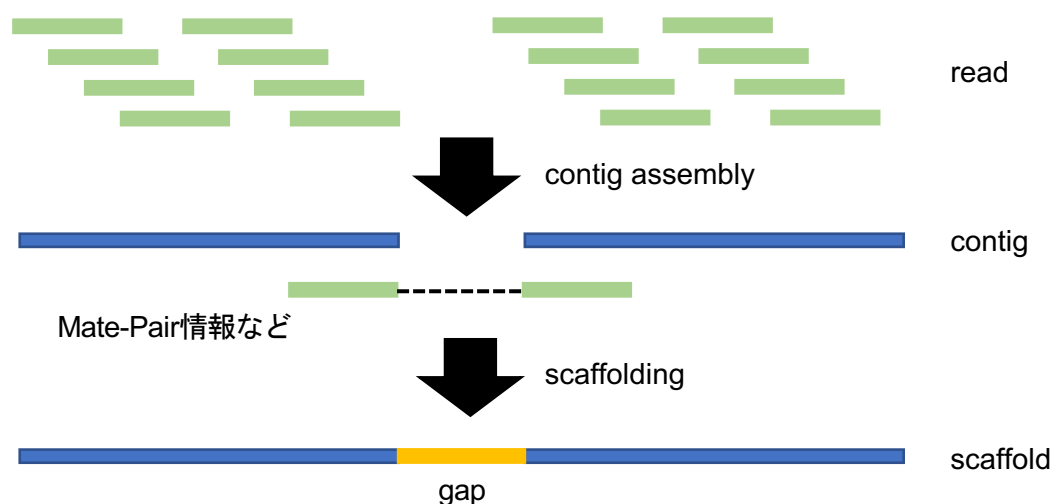 read
contig assembly
contig
Mate-Pair情報など
scaffolding
scaffold
gap